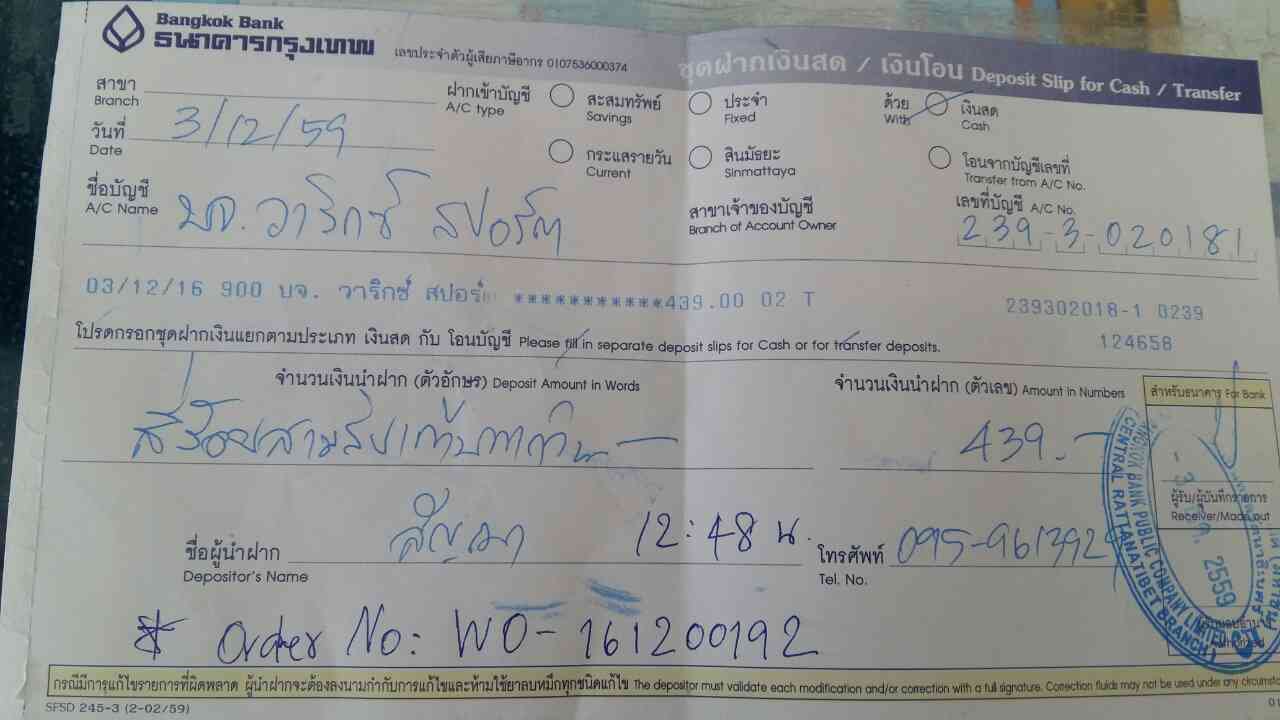 Bangkok Bank
ธนาคารกรุงเทพ
เลขประจำตัวผู้เสียภาษีอากร 0107536000374
ชุดฝากเงินสด / เงินโอน Deposit Slip for Cash / Transfer
สาขา
Branch
ฝากเข้าบัญชี
A/C type
สะสมทรัพย์
Savings
ประจำ
Fixed
ด้วย
With
เงินสด
Cash
วันที่ 3/12/59
Date
กระแสรายวัน
Current
สินมัธยะ
Sinmattaya
โอนจากบัญชีเลขที่
Transfer from A/C No.
ชื่อบัญชี บจ. วาริกซ์ สปอร์ต
A/C Name
สาขาเจ้าของบัญชี
Branch of Account Owner
เลขที่บัญชี A/C No.
239-3-020181
03/12/16 900 บจ. วาริกซ์ สปอร์ ***********439.00 02 T 239302018-1 0239
124658
โปรดกรอกชุดฝากเงินแยกตามประเภท เงินสด กับ โอนบัญชี Please fill in separate deposit slips for Cash or for transfer deposits.
จำนวนเงินนำฝาก (ตัวอักษร) Deposit Amount in Words
จำนวนเงินนำฝาก (ตัวเลข) Amount in Numbers
สำหรับธนาคาร For Bank
สี่ร้อยสามสิบเก้าบาทถ้วน
439.-
ผู้รับ/ผู้บันทึกรายการ
Receiver/Made out
ชื่อผู้นำฝาก สัญญา 12:48 น.
Depositor's Name
โทรศัพท์ 095-961392
Tel. No.
BANGKOK BANK PUBLIC COMPANY LIMITED
CENTRAL RATTANATIBET BRANCH
2559
* Order No: WO-161200192
กรณีมีการแก้ไขรายการที่ผิดพลาด ผู้นำฝากจะต้องลงนามกำกับการแก้ไขและห้ามใช้ยาลบหมึกทุกชนิดแก้ไข The depositor must validate each modification and/or correction with a full signature. Correction fluids may not be used under any circumsta
SFSD 245-3 (2-02/59)